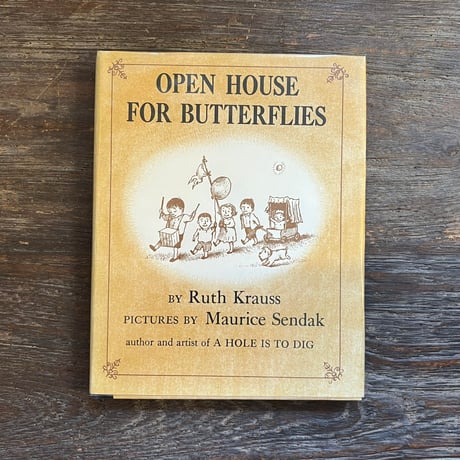 OPEN HOUSE
FOR BUTTERFLIES
BY Ruth Krauss
PICTURES BY Maurice Sendak
author and artist of A HOLE IS TO DIG